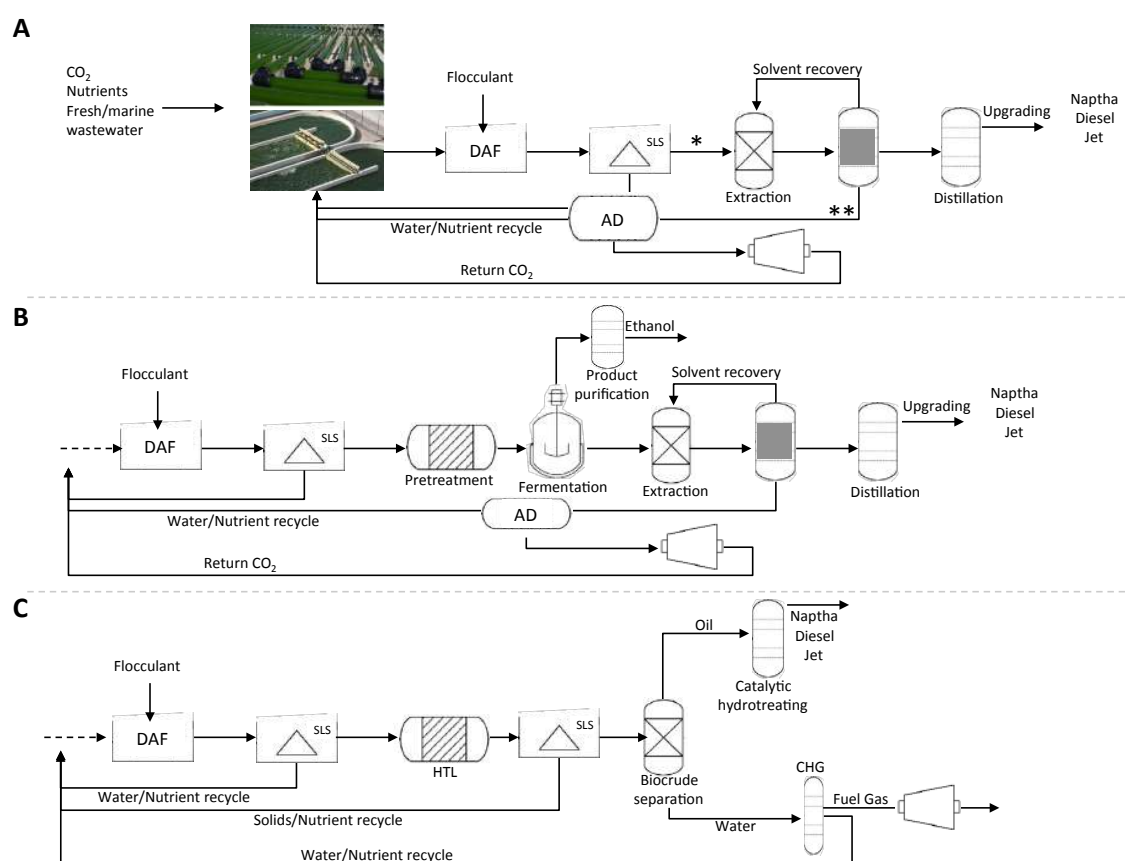 A
CO2
Nutrients
Fresh/marine
wastewater
Flocculant
DAF
SLS
*
Solvent recovery
Extraction
Upgrading
Naptha
Diesel
Jet
Distillation
AD
**
Water/Nutrient recycle
Return CO2
B
Flocculant
DAF
SLS
Pretreatment
Fermentation
Ethanol
Product
purification
Solvent recovery
Extraction
Upgrading
Naptha
Diesel
Jet
Distillation
AD
Water/Nutrient recycle
Return CO2
C
Flocculant
DAF
SLS
HTL
SLS
Oil
Naptha
Diesel
Jet
Catalytic
hydrotreating
Biocrude
separation
CHG
Fuel Gas
Water
Water/Nutrient recycle
Solids/Nutrient recycle
Water/Nutrient recycle